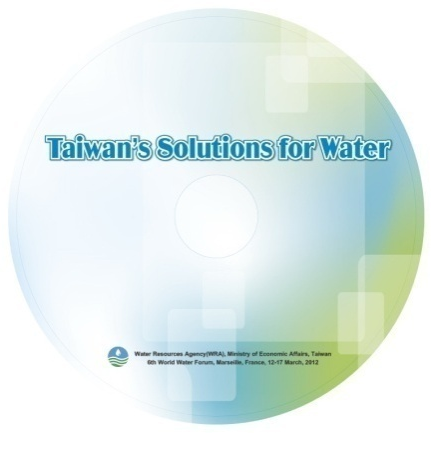 Taiwan's Solutions for Water
Water Resources Agency(WRA), Ministry of Economic Affairs, Taiwan
6th World Water Forum, Marseille, France, 12-17 March, 2012